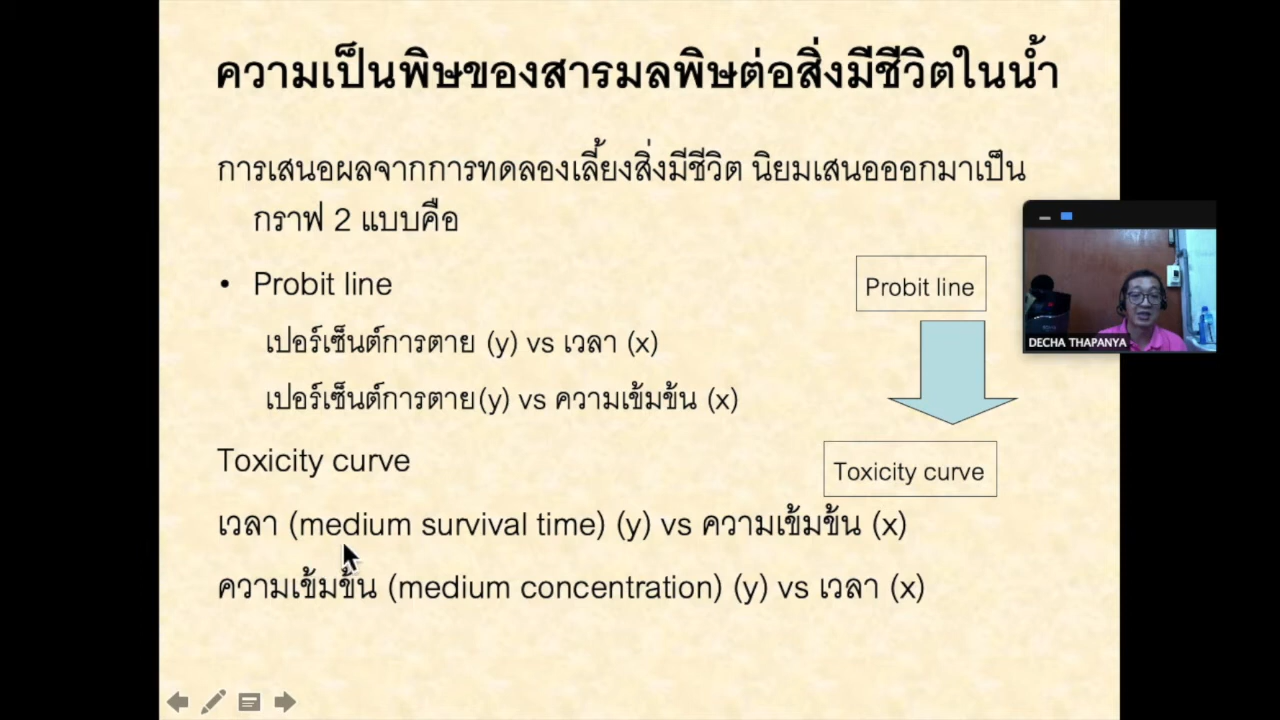 ความเป็นพิษของสารมลพิษต่อสิ่งมีชีวิตในน้ำ
การเสนอผลจากการทดลองเลี้ยงสิ่งมีชีวิต นิยมเสนอออกมาเป็น
กราฟ 2 แบบคือ
• Probit line
เปอร์เซ็นต์การตาย (y) vs เวลา (x)
เปอร์เซ็นต์การตาย(y) vs ความเข้มข้น (x)
Toxicity curve
เวลา (medium survival time) (y) vs ความเข้มข้น (x)
ความเข้มข้น (medium concentration) (y) vs เวลา (x)
Probit line
Toxicity curve
DECHA THAPANYA